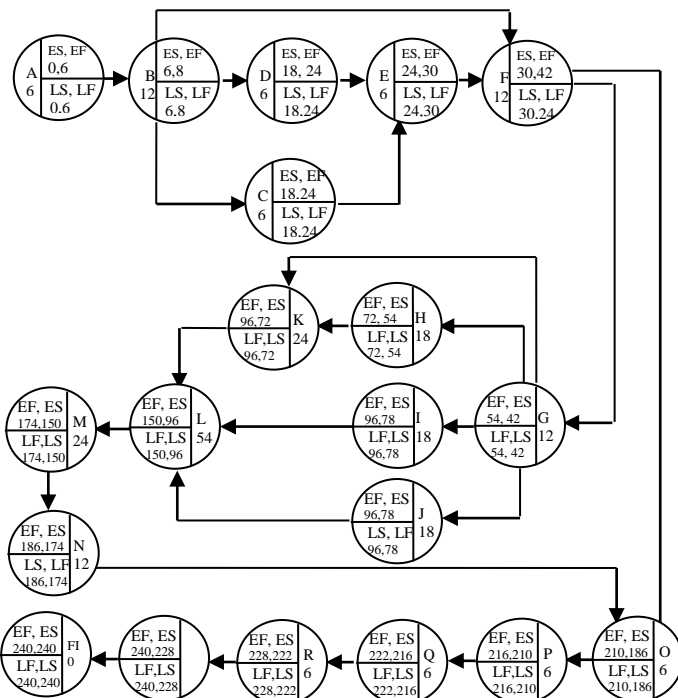 A
6
ES, EF
0,6
LS, LF
0.6
B
12
ES, EF
6,8
LS, LF
6.8
D
6
ES, EF
18, 24
LS, LF
18.24
E
6
ES, EF
24,30
LS, LF
24,30
F
12
ES, EF
30,42
LS, LF
30.24
C
6
ES, EF
18.24
LS, LF
18.24
EF, ES
96,72
LF,LS
96,72
K
24
EF, ES
72, 54
LF,LS
72, 54
H
18
EF, ES
174,150
LF,LS
174,150
M
24
EF, ES
150,96
LF,LS
150,96
L
54
EF, ES
96,78
LF,LS
96,78
I
18
EF, ES
54, 42
LF,LS
54, 42
G
12
EF, ES
96,78
LS, LF
96,78
J
18
EF, ES
186,174
LS, LF
186,174
N
12
EF, ES
240,240
LF,LS
240,240
FI
0
EF, ES
240,228
LF,LS
240,228
EF, ES
228,222
LF,LS
228,222
R
6
EF, ES
222,216
LF,LS
222,216
Q
6
EF, ES
216,210
LF,LS
216,210
P
6
EF, ES
210,186
LF, LS
210,186
O
6